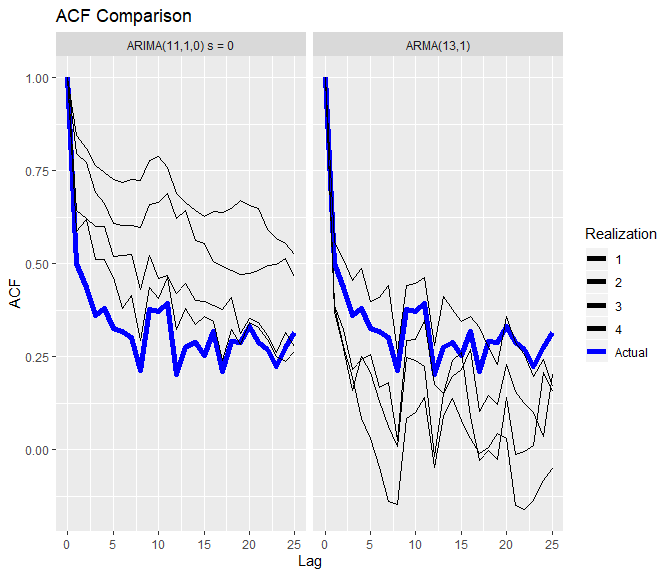 ACF Comparison
ARIMA(11,1,0) s = 0
ARMA(13,1)
1.00
0.75
0.50
0.25
0.00
ACF
0 5 10 15 20 25
0 5 10 15 20 25
Lag
Realization
1
2
3
4
Actual